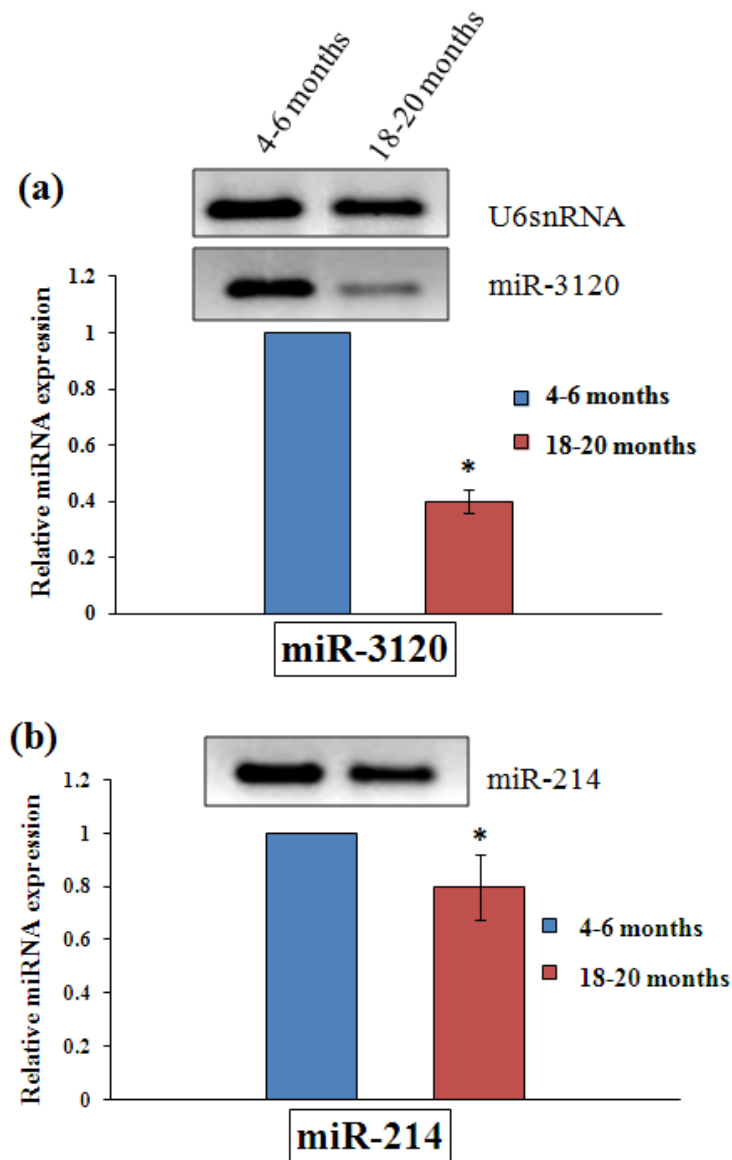 4-6 months
18-20 months
(a)
U6snRNA
miR-3120
1.2
1
0.8
0.6
0.4
0.2
0
Relative miRNA expression
*
4-6 months
18-20 months
miR-3120
(b)
miR-214
1.2
1
0.8
0.6
0.4
0.2
0
Relative miRNA expression
*
4-6 months
18-20 months
miR-214